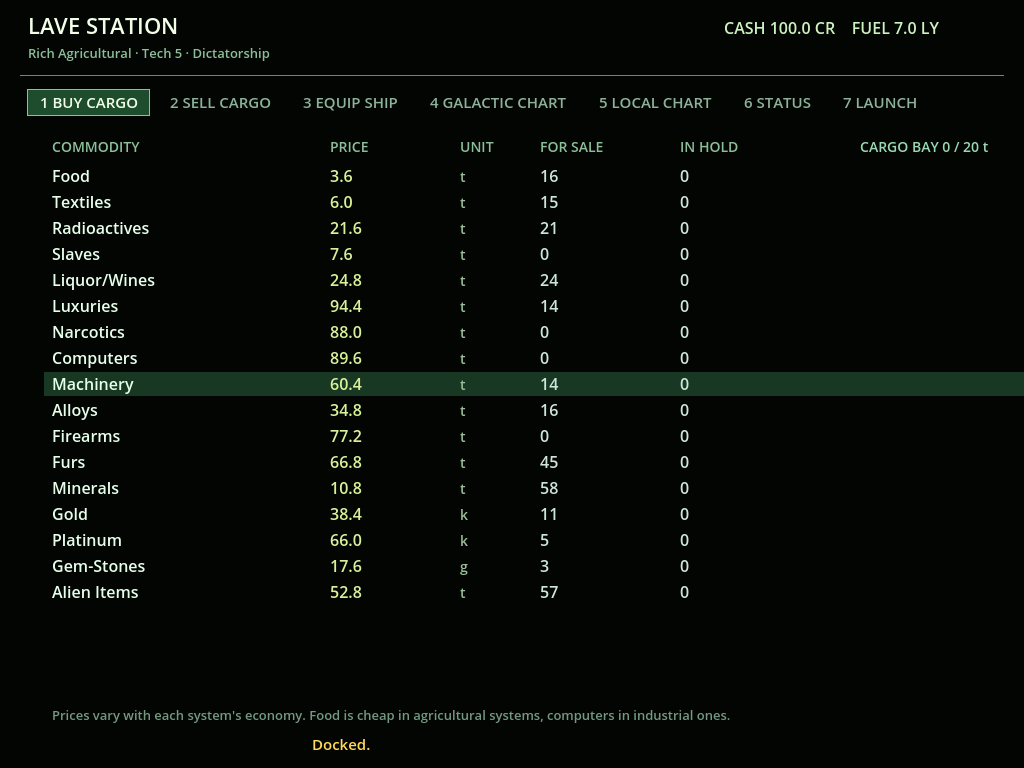 LAVE STATION
CASH 100.0 CR FUEL 7.0 LY
Rich Agricultural · Tech 5 · Dictatorship
1 BUY CARGO 2 SELL CARGO 3 EQUIP SHIP 4 GALACTIC CHART 5 LOCAL CHART 6 STATUS 7 LAUNCH
COMMODITY PRICE UNIT FOR SALE IN HOLD CARGO BAY 0 / 20 t
Food 3.6 t 16 0
Textiles 6.0 t 15 0
Radioactives 21.6 t 21 0
Slaves 7.6 t 0 0
Liquor/Wines 24.8 t 24 0
Luxuries 94.4 t 14 0
Narcotics 88.0 t 0 0
Computers 89.6 t 0 0
Machinery 60.4 t 14 0
Alloys 34.8 t 16 0
Firearms 77.2 t 0 0
Furs 66.8 t 45 0
Minerals 10.8 t 58 0
Gold 38.4 k 11 0
Platinum 66.0 k 5 0
Gem-Stones 17.6 g 3 0
Alien Items 52.8 t 57 0
Prices vary with each system's economy. Food is cheap in agricultural systems, computers in industrial ones.
Docked.